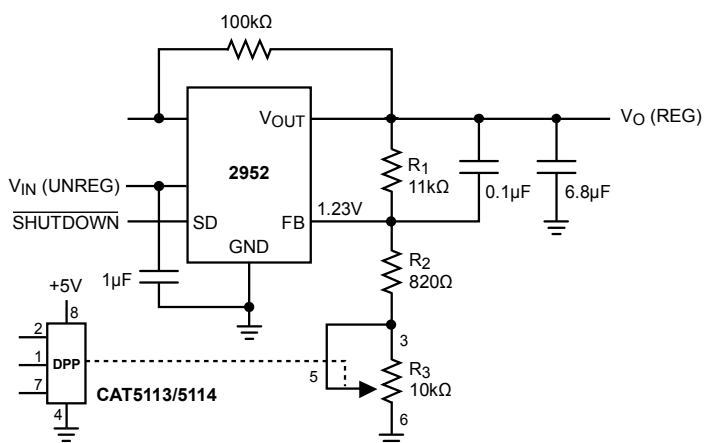 100kΩ
VOUT
VO (REG)
2952
R1
11kΩ
0.1µF
6.8µF
VIN (UNREG)
1.23V
SHUTDOWN
SD
FB
GND
R2
820Ω
1µF
+5V
8
2
1
DPP
7
4
CAT5113/5114
3
5
R3
10kΩ
6